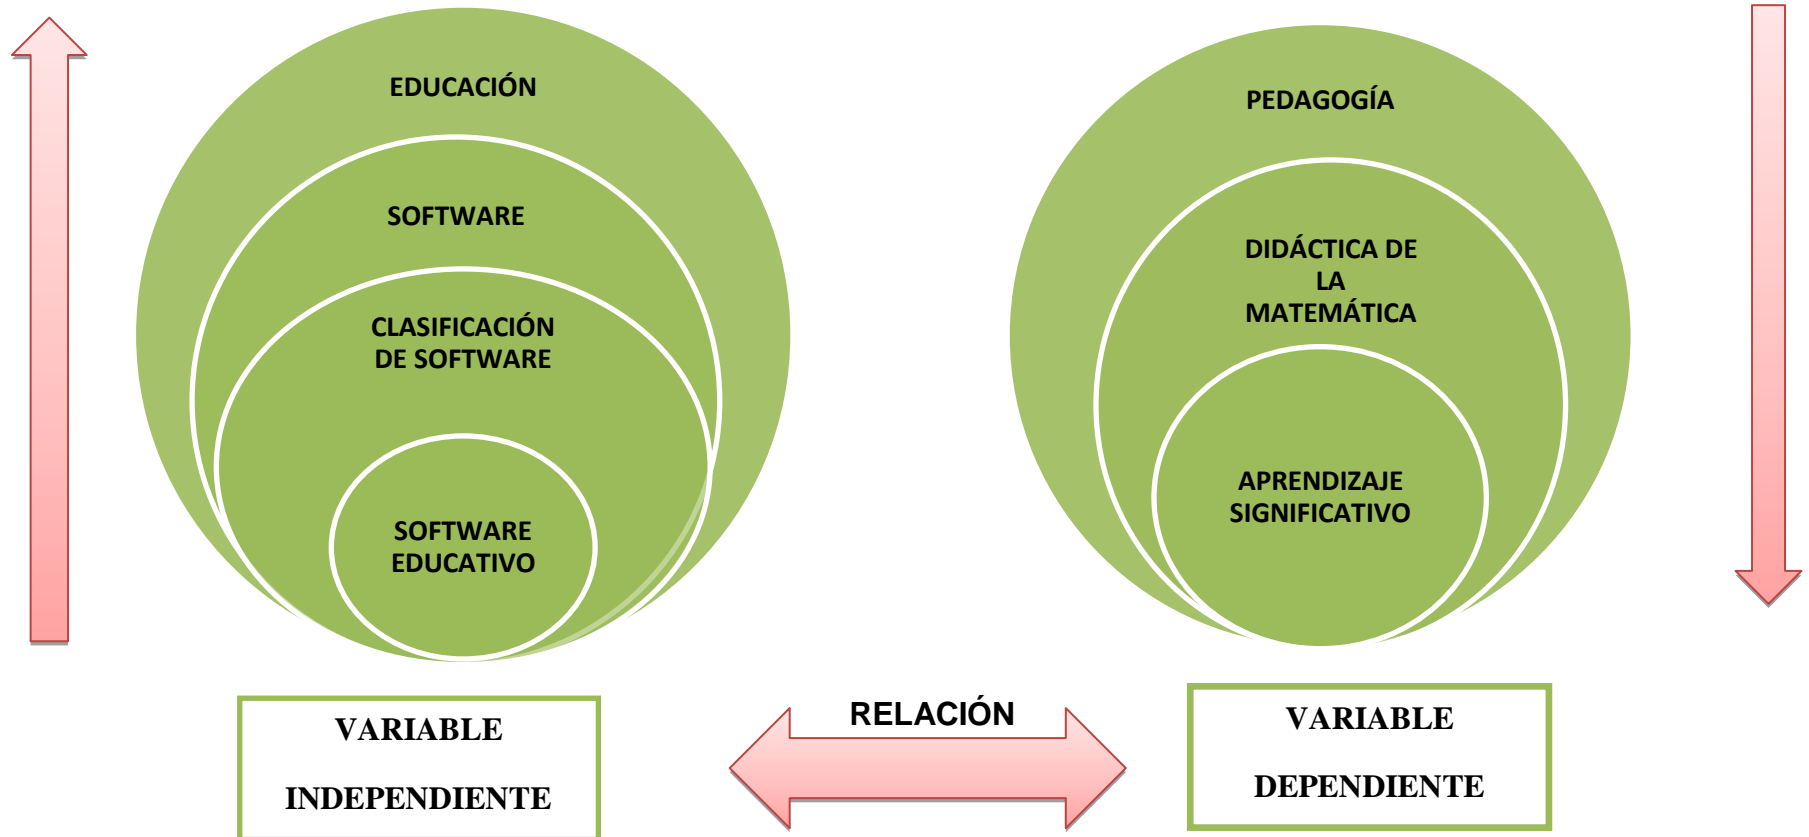 EDUCACIÓN
SOFTWARE
CLASIFICACIÓN
DE SOFTWARE
SOFTWARE
EDUCATIVO
PEDAGOGÍA
DIDÁCTICA DE
LA
MATEMÁTICA
APRENDIZAJE
SIGNIFICATIVO
VARIABLE
INDEPENDIENTE
RELACIÓN
VARIABLE
DEPENDIENTE